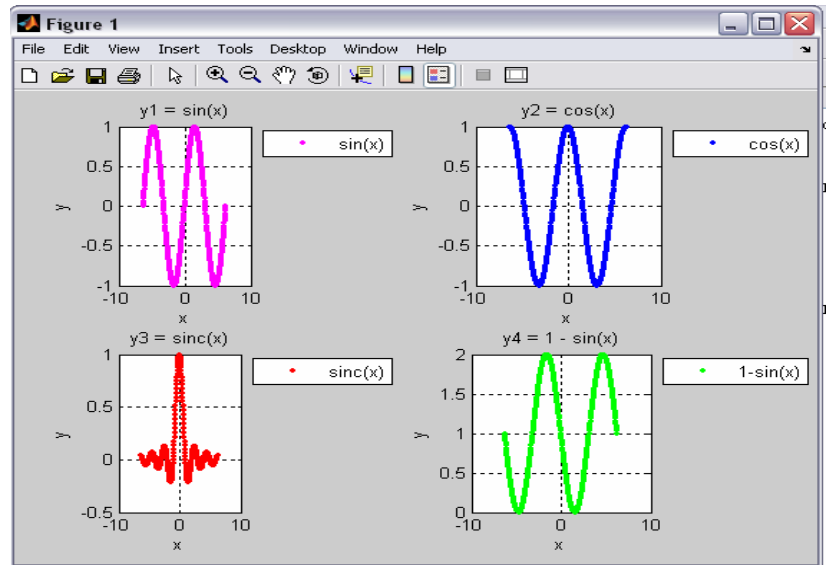 Figure 1
File Edit View Insert Tools Desktop Window Help
y1 = sin(x)
1
0.5
0
-0.5
-1
-10 0 10
x
y
sin(x)
y2 = cos(x)
1
0.5
0
-0.5
-1
-10 0 10
x
y
cos(x)
y3 = sinc(x)
1
0.5
0
-0.5
-10 0 10
x
y
sinc(x)
y4 = 1 - sin(x)
2
1.5
1
0.5
0
-10 0 10
x
y
1-sin(x)